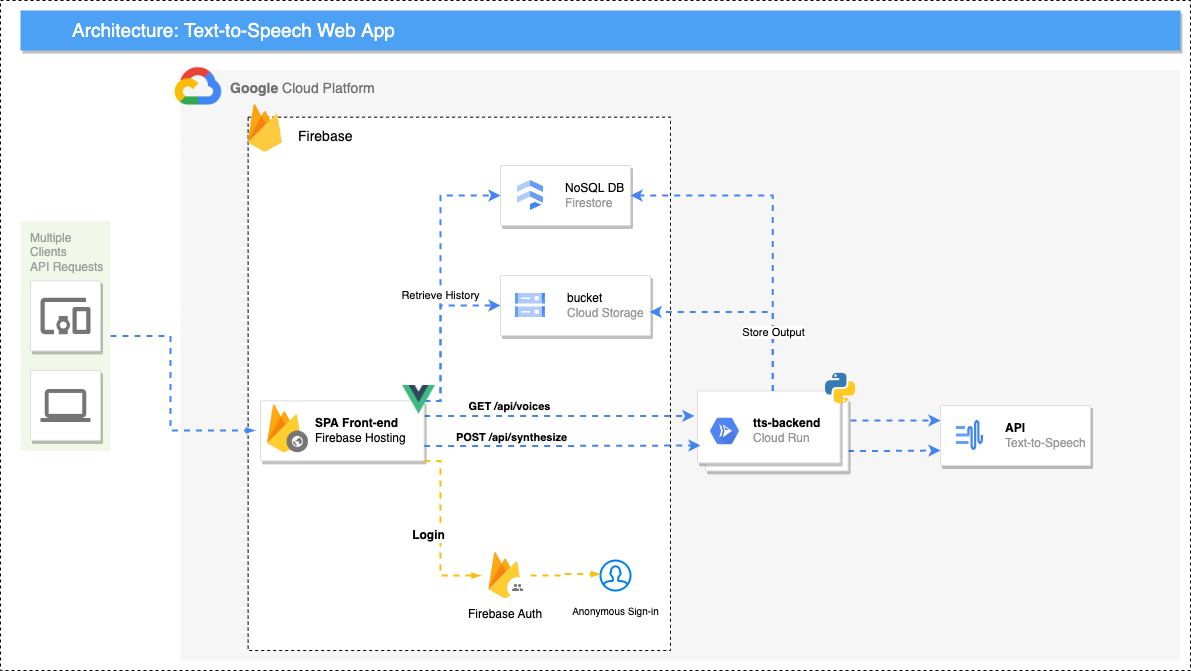 Architecture: Text-to-Speech Web App
Google Cloud Platform
Firebase
NoSQL DB
Firestore
Multiple
Clients
API Requests
Retrieve History
bucket
Cloud Storage
Store Output
SPA Front-end
Firebase Hosting
GET /api/voices
POST /api/synthesize
tts-backend
Cloud Run
API
Text-to-Speech
Login
Firebase Auth
Anonymous Sign-in